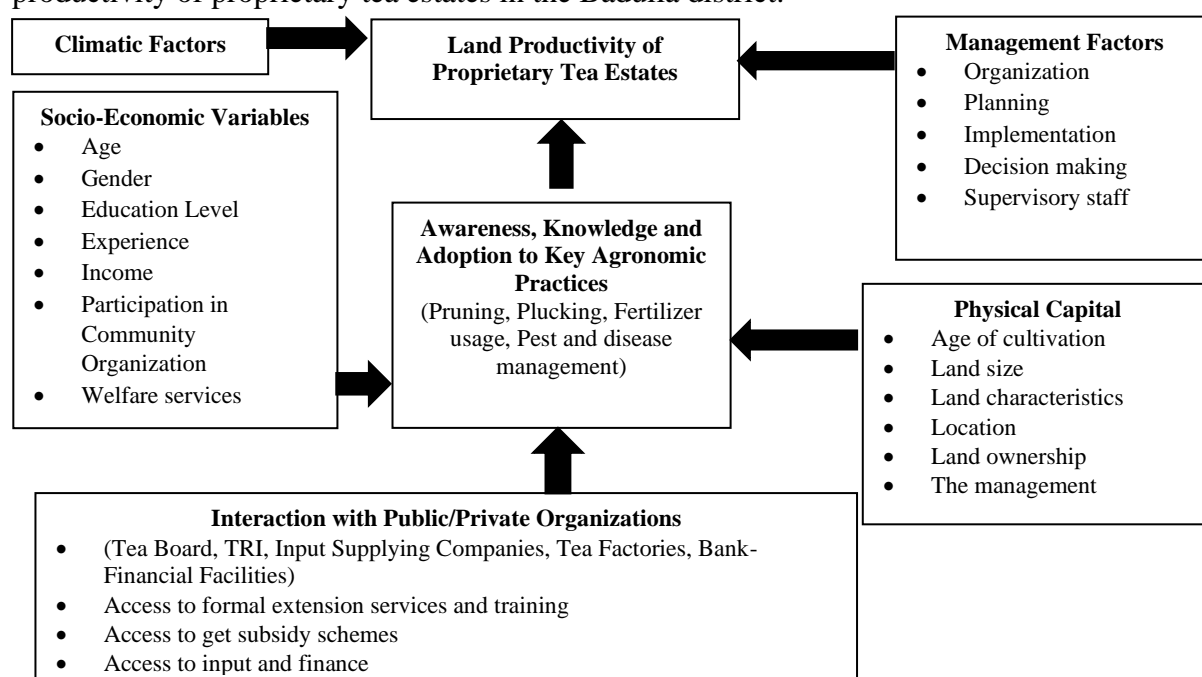 productivity of proprietary tea estates in the Badulla district.
Climatic Factors
Land Productivity of
Proprietary Tea Estates
Management Factors
• Organization
• Planning
• Implementation
• Decision making
• Supervisory staff
Socio-Economic Variables
• Age
• Gender
• Education Level
• Experience
• Income
• Participation in
Community
Organization
• Welfare services
Awareness, Knowledge and
Adoption to Key Agronomic
Practices
(Pruning, Plucking, Fertilizer
usage, Pest and disease
management)
Physical Capital
• Age of cultivation
• Land size
• Land characteristics
• Location
• Land ownership
• The management
Interaction with Public/Private Organizations
• (Tea Board, TRI, Input Supplying Companies, Tea Factories, Bank-
Financial Facilities)
• Access to formal extension services and training
• Access to get subsidy schemes
• Access to input and finance